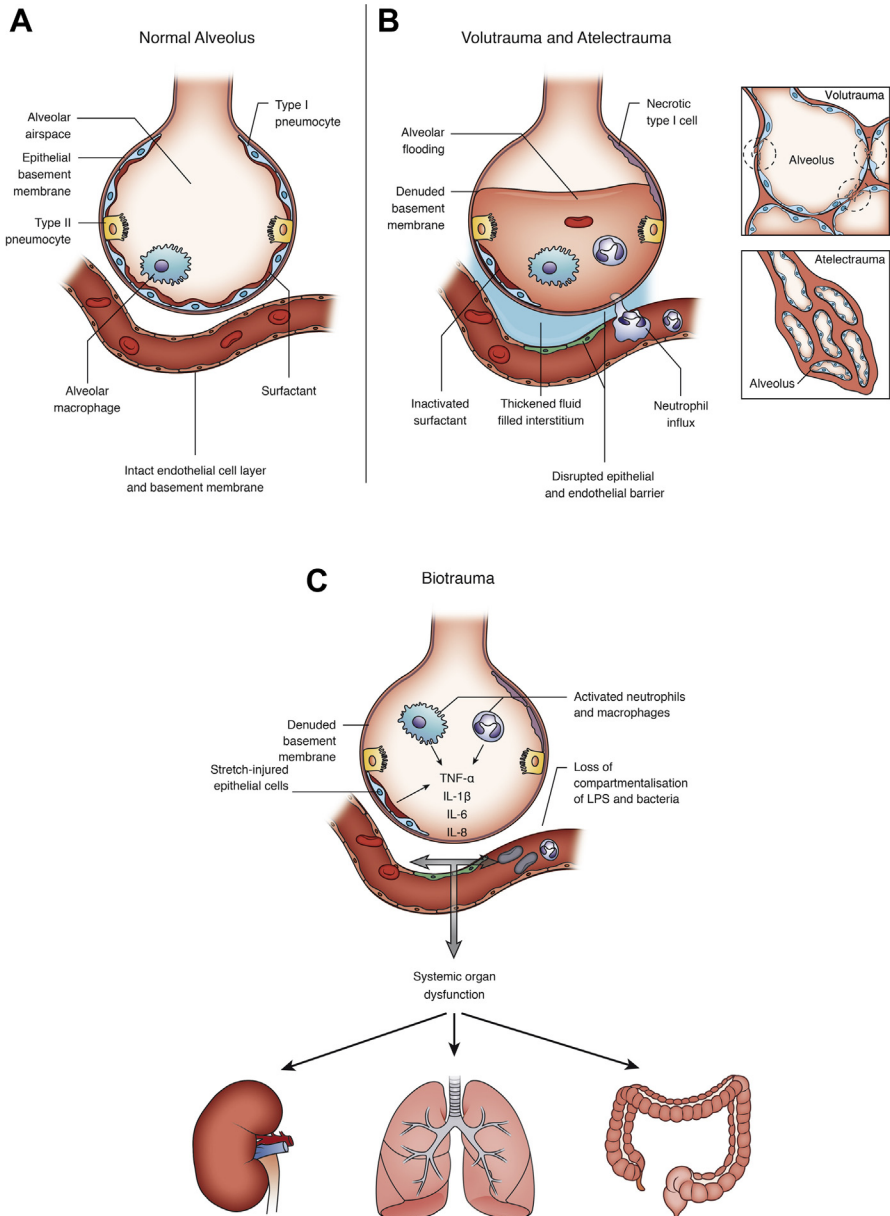 A
Normal Alveolus
Alveolar
airspace
Epithelial
basement
membrane
Type II
pneumocyte
Type I
pneumocyte
Alveolar
macrophage
Surfactant
Intact endothelial cell layer
and basement membrane
B
Volutrauma and Atelectrauma
Alveolar
flooding
Denuded
basement
membrane
Necrotic
type I cell
Inactivated
surfactant
Thickened fluid
filled interstitium
Neutrophil
influx
Disrupted epithelial
and endothelial barrier
Volutrauma
Alveolus
Atelectrauma
Alveolus
C
Biotrauma
Denuded
basement
membrane
Stretch-injured
epithelial cells
Activated neutrophils
and macrophages
TNF-α
IL-1β
IL-6
IL-8
Loss of
compartmentalisation
of LPS and bacteria
Systemic organ
dysfunction